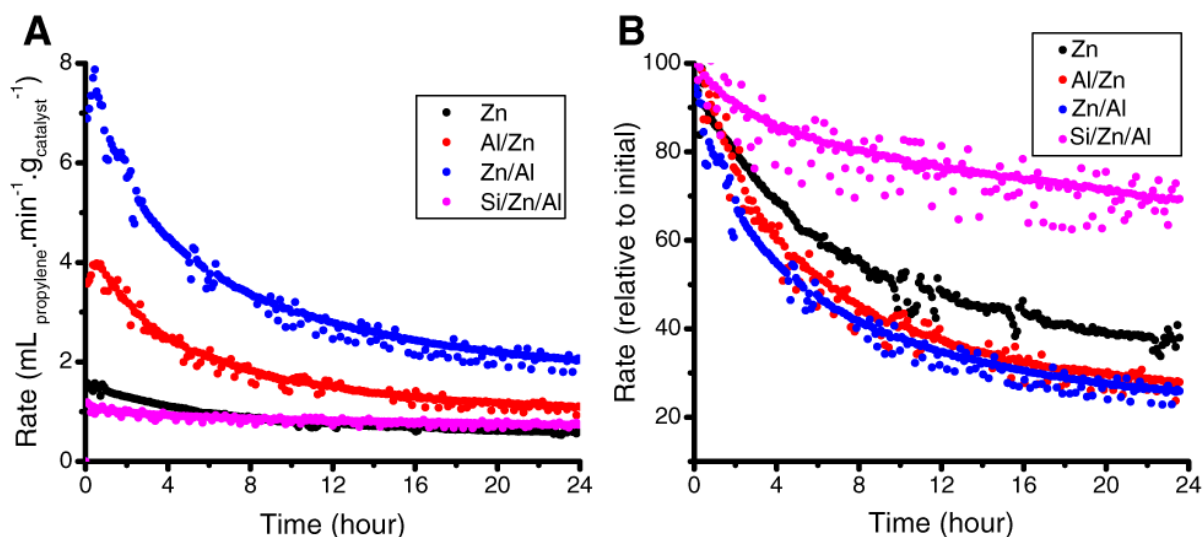 A
Rate (mL propylene.min-1.gcatalyst-1)
8
6
4
2
0
0 4 8 12 16 20 24
Time (hour)
Zn
Al/Zn
Zn/Al
Si/Zn/Al
B
Rate (relative to initial)
100
80
60
40
20
0 4 8 12 16 20 24
Time (hour)
Zn
Al/Zn
Zn/Al
Si/Zn/Al